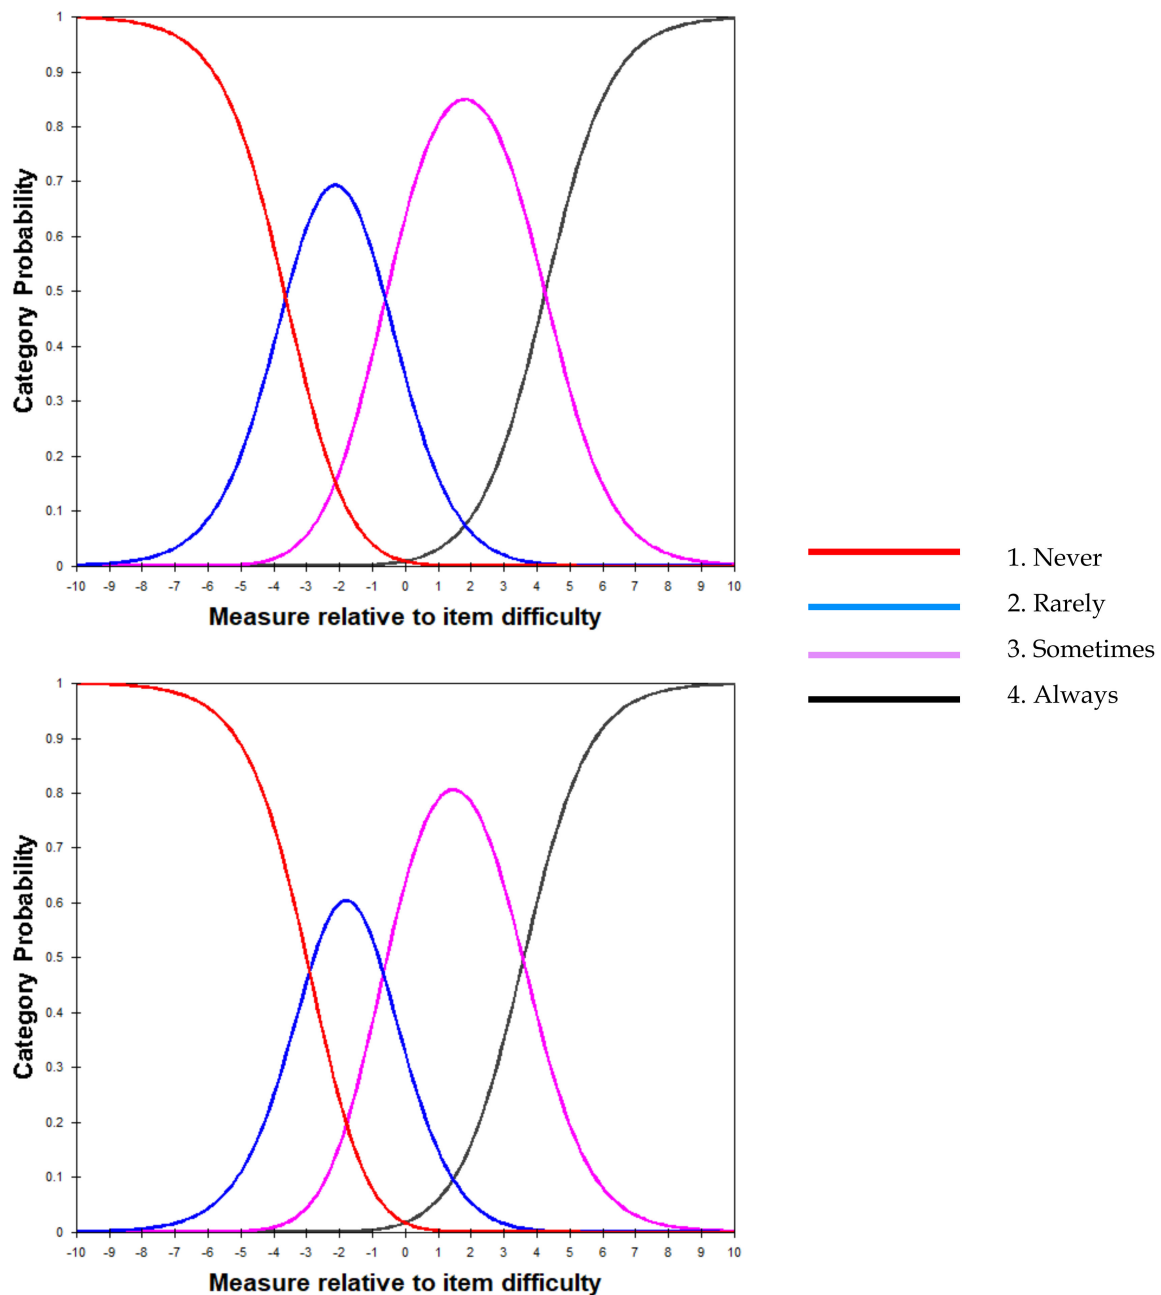 1
0.9
0.8
0.7
0.6
0.5
0.4
0.3
0.2
0.1
0
Category Probability
-10 -9 -8 -7 -6 -5 -4 -3 -2 -1 0 1 2 3 4 5 6 7 8 9 10
Measure relative to item difficulty
1. Never
2. Rarely
3. Sometimes
4. Always
1
0.9
0.8
0.7
0.6
0.5
0.4
0.3
0.2
0.1
0
Category Probability
-10 -9 -8 -7 -6 -5 -4 -3 -2 -1 0 1 2 3 4 5 6 7 8 9 10
Measure relative to item difficulty